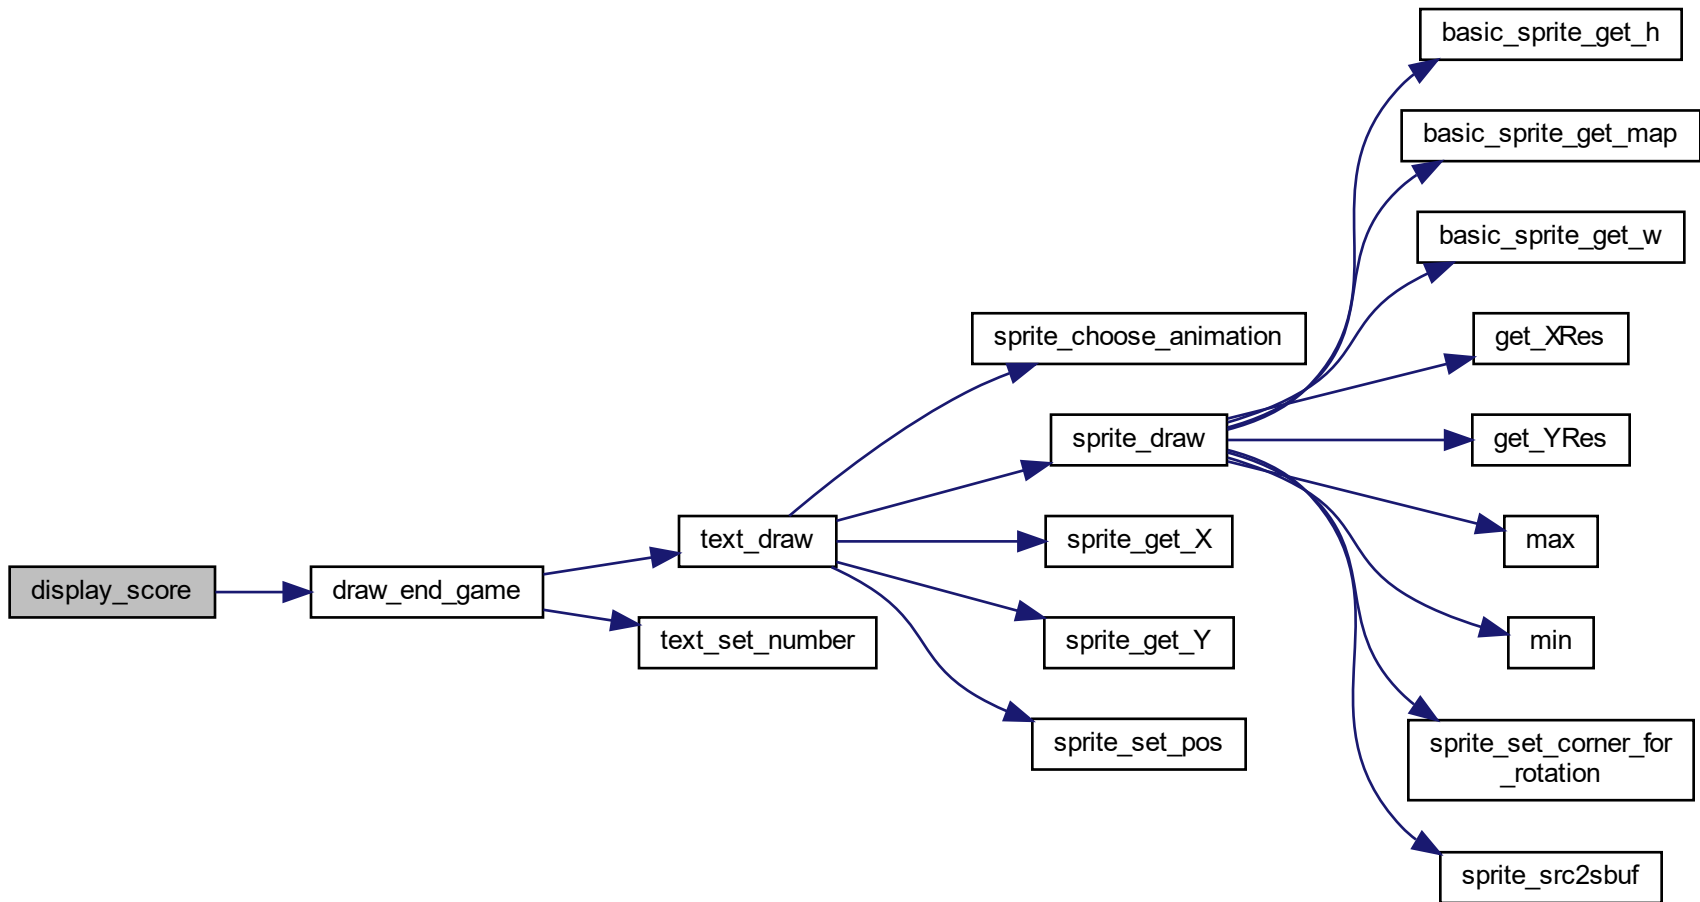 display_score
draw_end_game
text_draw
text_set_number
sprite_choose_animation
sprite_draw
sprite_get_X
sprite_get_Y
sprite_set_pos
basic_sprite_get_h
basic_sprite_get_map
basic_sprite_get_w
get_XRes
get_YRes
max
min
sprite_set_corner_for
_rotation
sprite_src2sbuf